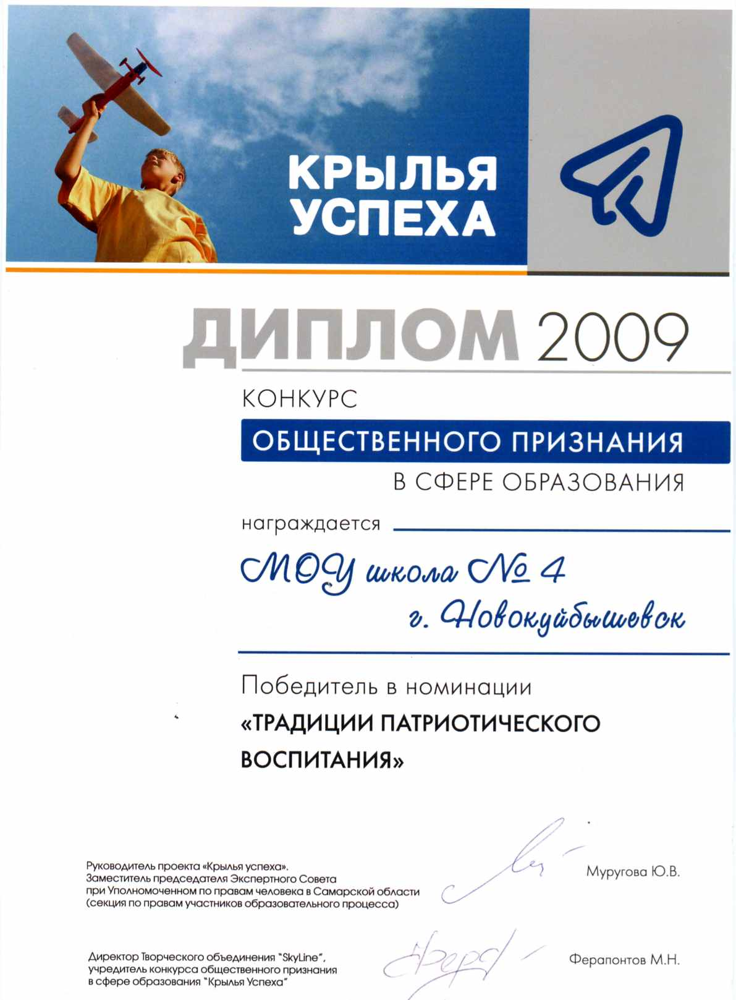 КРЫЛЬЯ
УСПЕХА
ДИПЛОМ 2009
КОНКУРС
ОБЩЕСТВЕННОГО ПРИЗНАНИЯ
В СФЕРЕ ОБРАЗОВАНИЯ
награждается
МОУ школа № 4
г. Новокуйбышевск
Победитель в номинации
«ТРАДИЦИИ ПАТРИОТИЧЕСКОГО
ВОСПИТАНИЯ»
Руководитель проекта «Крылья успеха».
Заместитель председателя Экспертного Совета
при Уполномоченном по правам человека в Самарской области
(секция по правам участников образовательного процесса)
Муругова Ю.В.
Директор Творческого объединения "SkyLine",
учредитель конкурса общественного признания
в сфере образования "Крылья Успеха"
Ферапонтов М.Н.